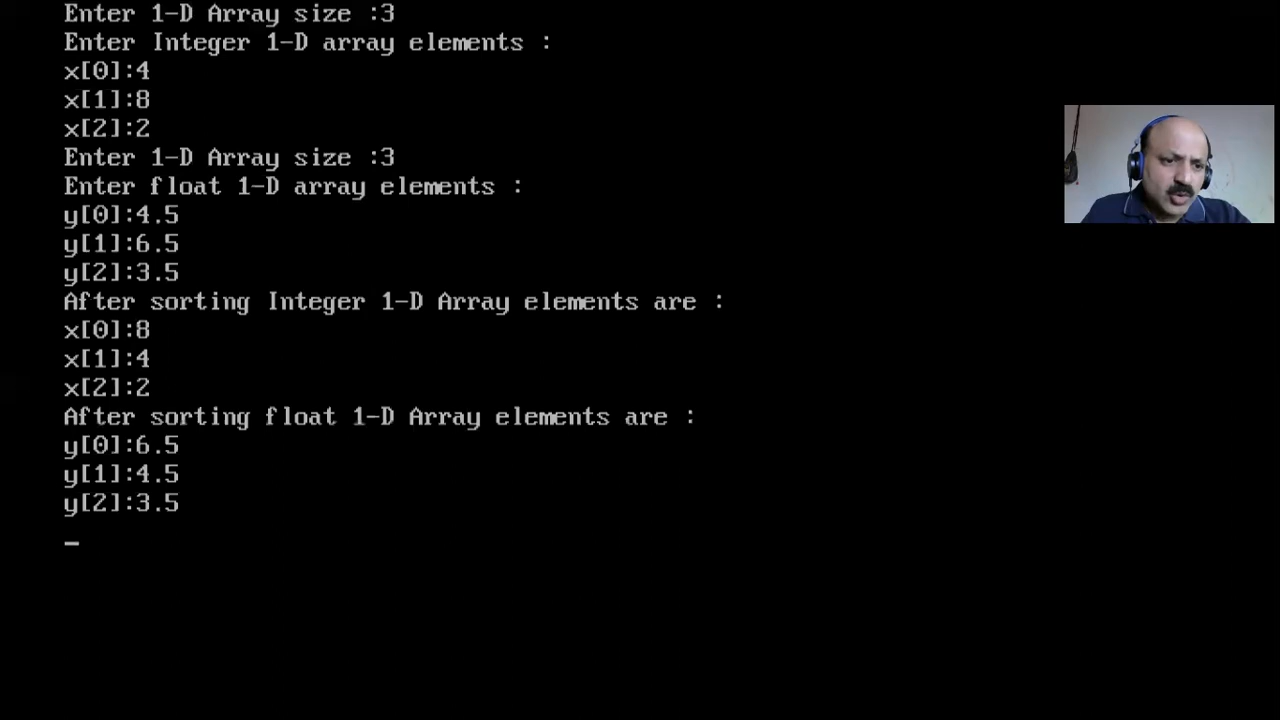 Enter 1-D Array size :3
Enter Integer 1-D array elements :
x[0]:4
x[1]:8
x[2]:2
Enter 1-D Array size :3
Enter float 1-D array elements :
y[0]:4.5
y[1]:6.5
y[2]:3.5
After sorting Integer 1-D Array elements are :
x[0]:8
x[1]:4
x[2]:2
After sorting float 1-D Array elements are :
y[0]:6.5
y[1]:4.5
y[2]:3.5
_